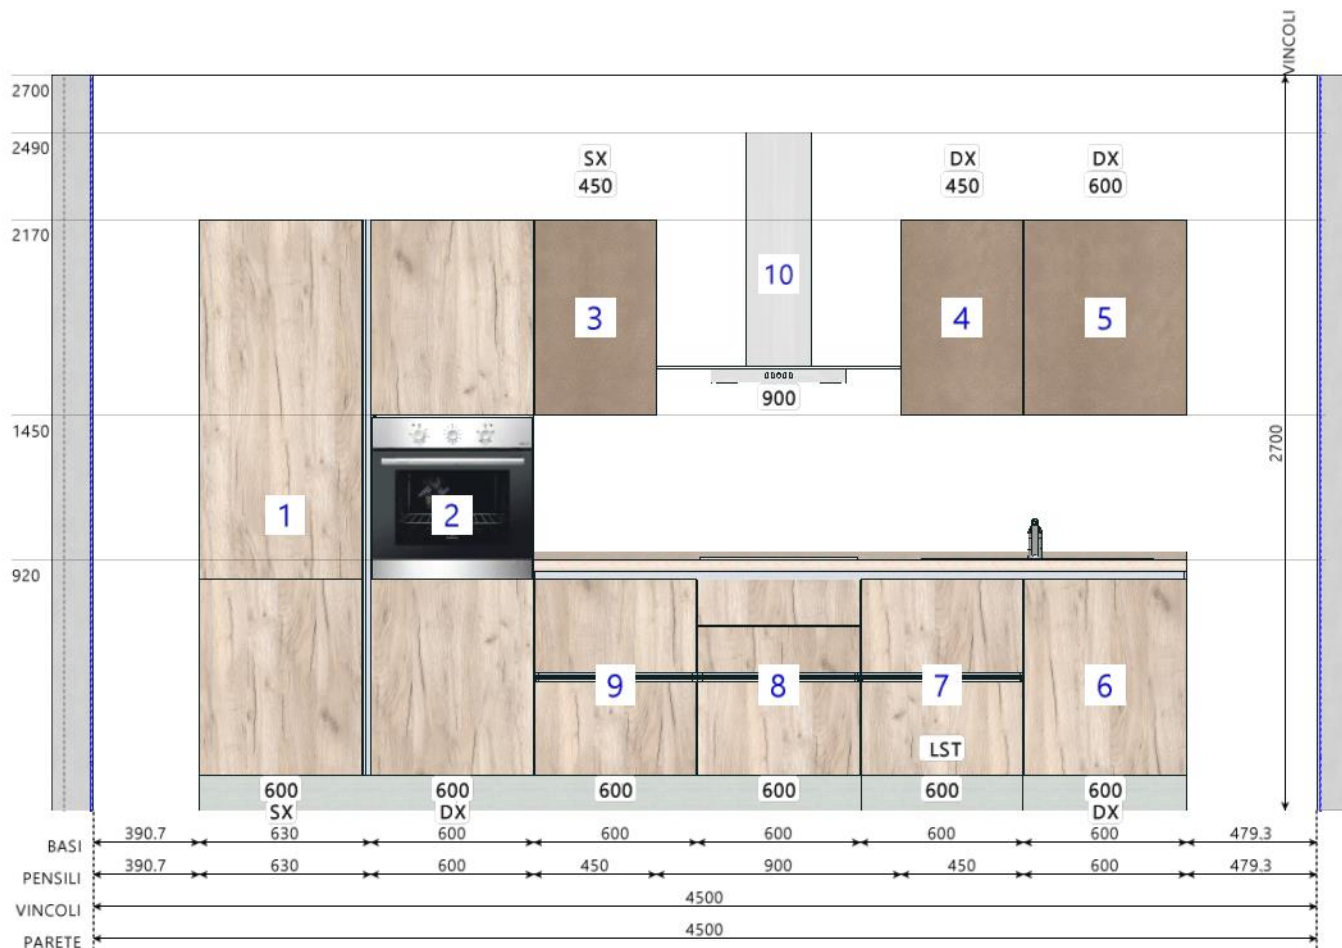 VINCOLI
2700
2490
SX
450
DX
450
DX
600
2170
10
3
4
5
900
1450
2700
1
2
920
9
8
7
6
LST
600
SX
600
DX
600
600
600
600
DX
BASI 390.7 630 600 600 600 600 600 479.3
PENSILI 390.7 630 600 450 900 450 600 479.3
VINCOLI 4500
PARETE 4500